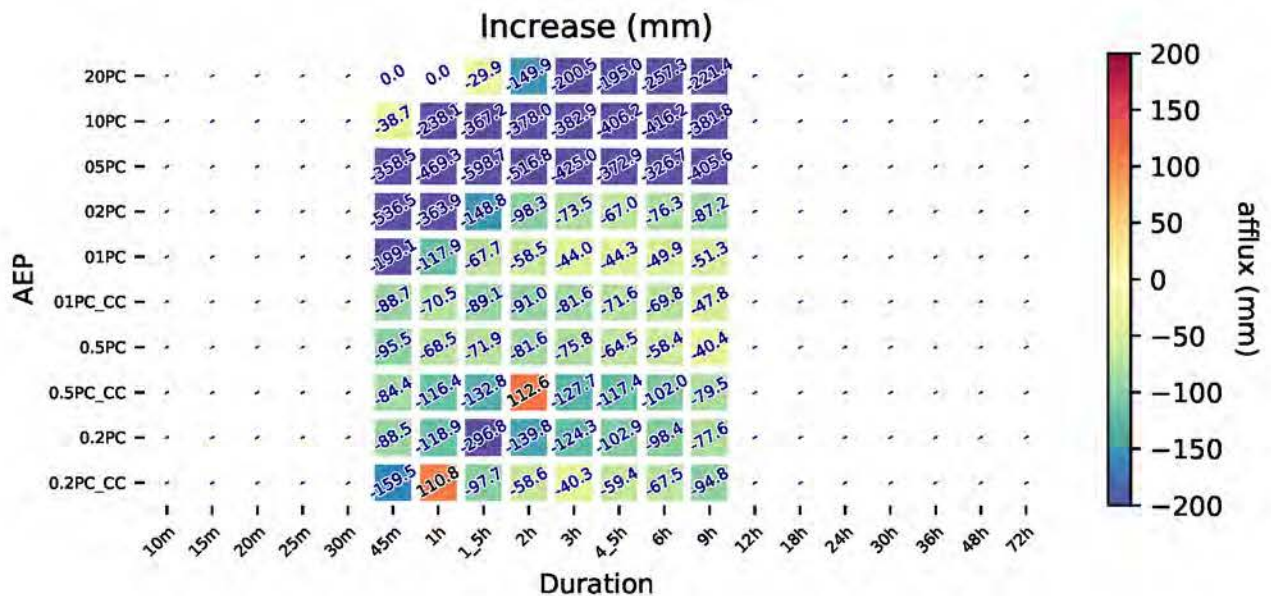 Increase (mm)
20PC 0.0 0.0 -29.9 -149.9 -200.5 -195.0 -257.3 -221.4
10PC -38.7 -238.1 -367.2 -378.0 -382.9 -406.2 -416.2 -381.8
05PC -358.5 -469.3 -598.7 -516.8 -425.0 -372.9 -326.7 -405.6
02PC -536.5 -363.9 -148.8 -98.3 -73.5 -67.0 -76.3 -87.2
01PC -199.1 -117.9 -67.7 -58.5 -44.0 -44.3 -49.9 -51.3
01PC_CC -88.7 -70.5 -89.1 -91.0 -81.6 -71.6 -69.8 -47.8
0.5PC -95.5 -68.5 -71.9 -81.6 -75.8 -64.5 -58.4 -40.4
0.5PC_CC -84.4 -116.4 -132.8 112.6 -127.7 -117.4 -102.0 -79.5
0.2PC -88.5 -118.9 -296.8 -139.8 -124.3 -102.9 -98.4 -77.6
0.2PC_CC -159.5 110.8 -97.7 -58.6 -40.3 -59.4 -67.5 -94.8
AEP
10m 15m 20m 25m 30m 45m 1h 1_5h 2h 3h 4_5h 6h 9h 12h 18h 24h 30h 36h 48h 72h
Duration
200
150
100
50
0
−50
−100
−150
−200
afflux (mm)